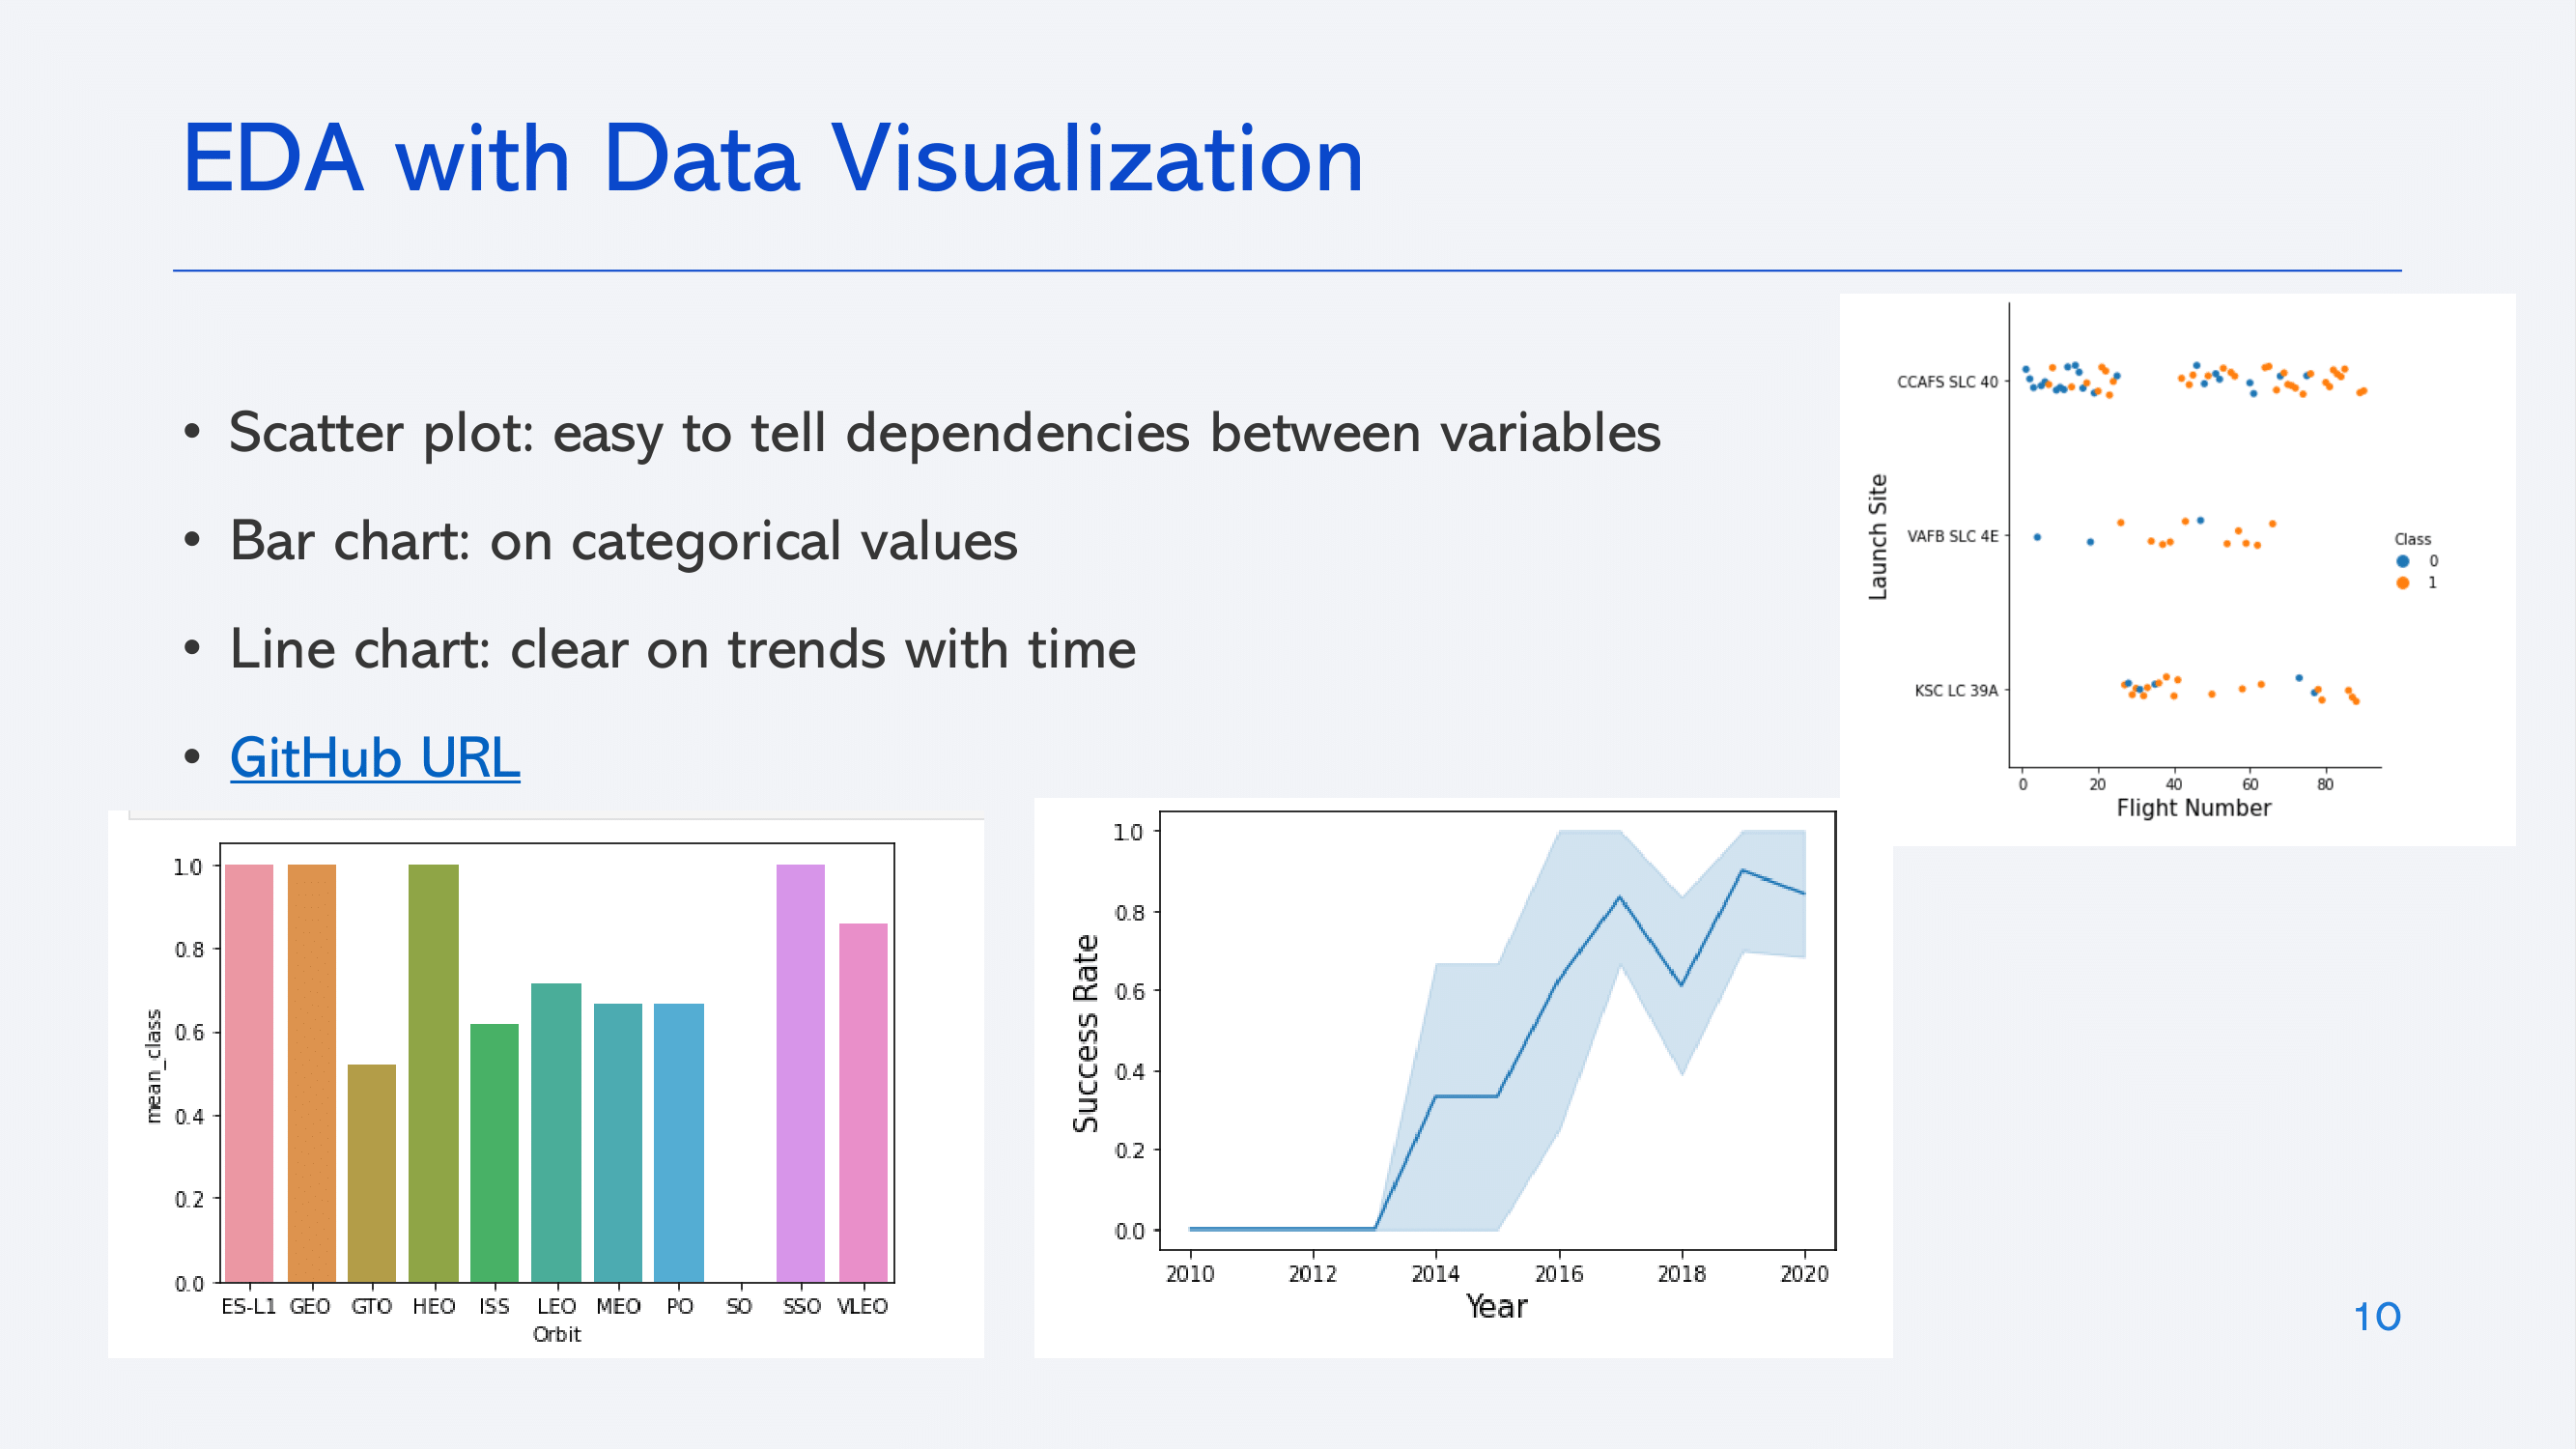 EDA with Data Visualization
• Scatter plot: easy to tell dependencies between variables
• Bar chart: on categorical values
• Line chart: clear on trends with time
• GitHub URL
Launch Site
CCAFS SLC 40
VAFB SLC 4E
KSC LC 39A
0 20 40 60 80
Flight Number
Class
0
1
mean_class
1.0
0.8
0.6
0.4
0.2
0.0
ES-L1 GEO GTO HEO ISS LEO MEO PO SO SSO VLEO
Orbit
Success Rate
1.0
0.8
0.6
0.4
0.2
0.0
2010 2012 2014 2016 2018 2020
Year
10